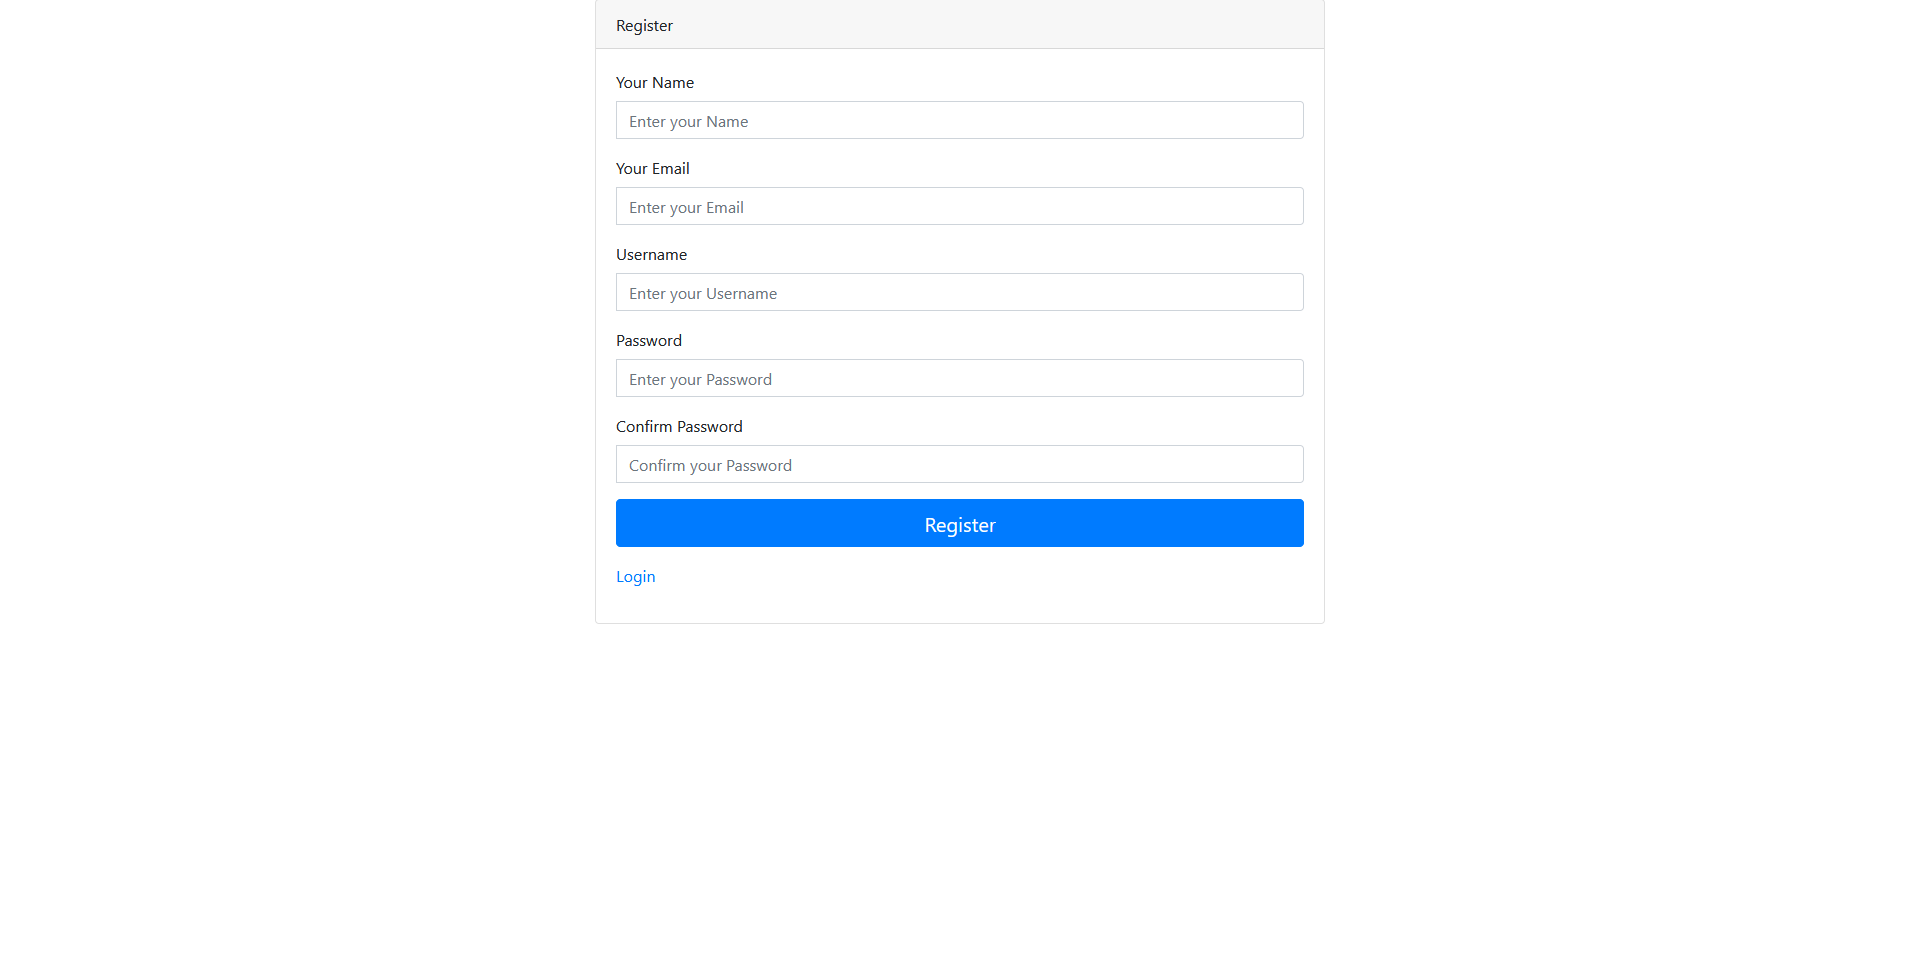 Register
Your Name
Enter your Name
Your Email
Enter your Email
Username
Enter your Username
Password
Enter your Password
Confirm Password
Confirm your Password
Register
Login